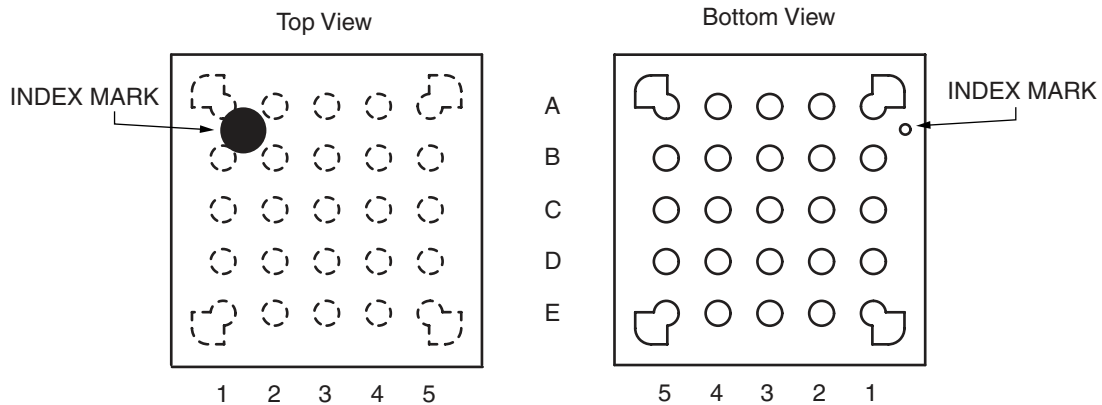 Top View
Bottom View
INDEX MARK
INDEX MARK
A
B
C
D
E
1 2 3 4 5
5 4 3 2 1